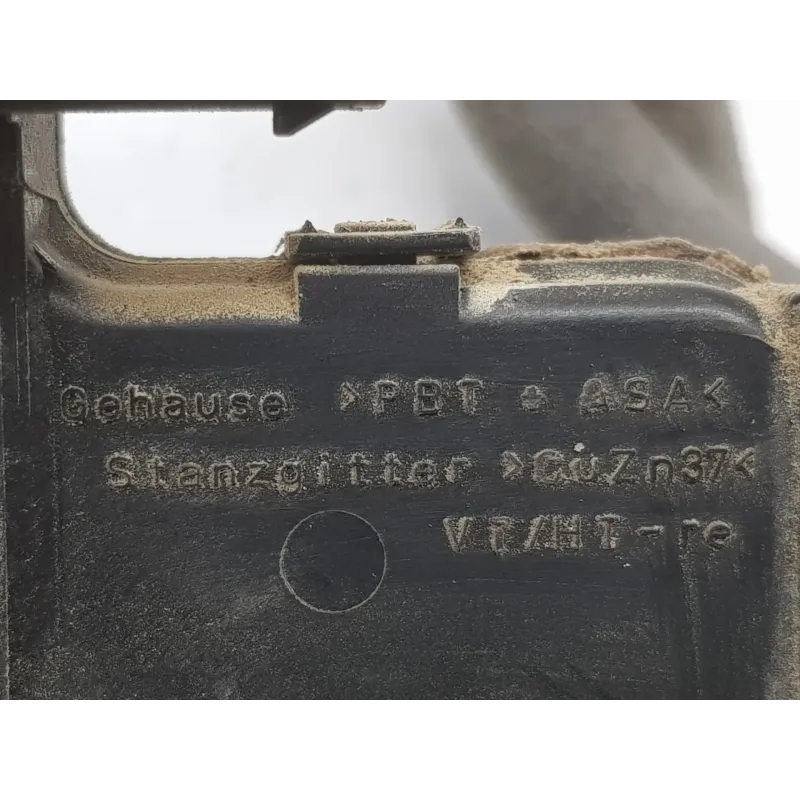 Gehause >PBT + ASA<
Stanzgitter >CuZn37<
VT/HT-re